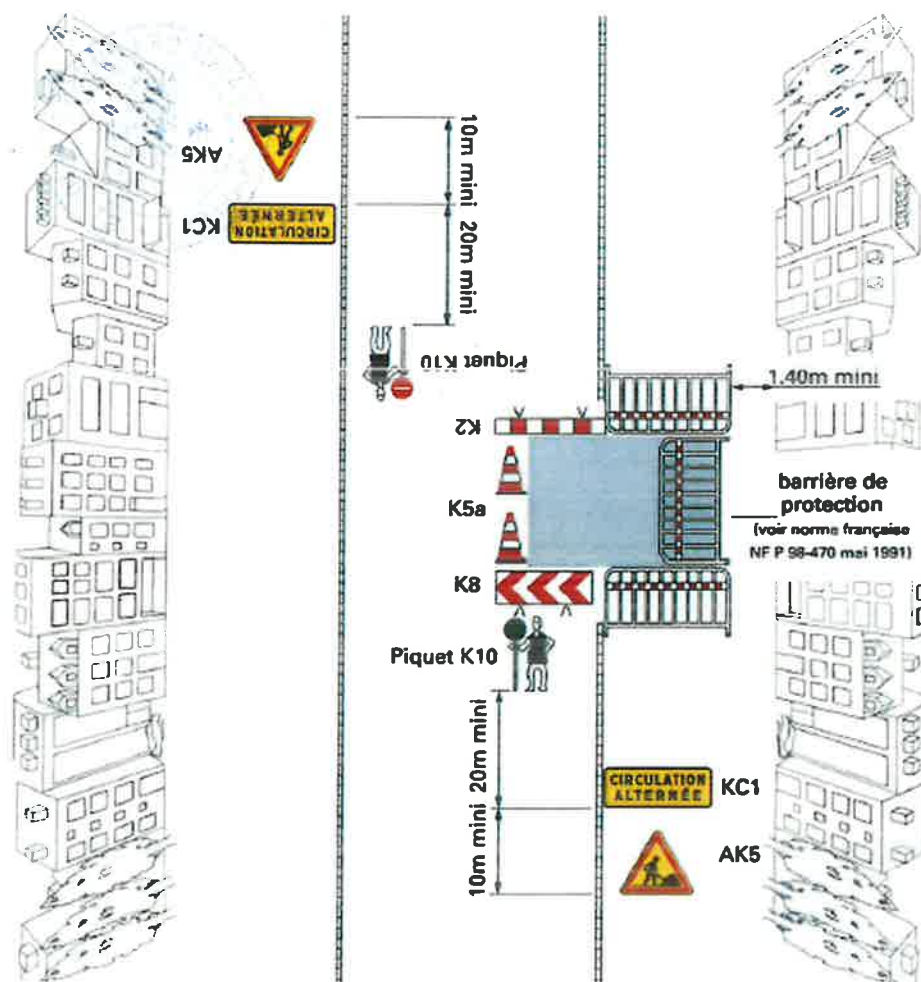 10m mini
AK5
KC1
CIRCULATION
ALTERNÉE
20m mini
Piquet K10
1.40m mini
K2
K5a
barrière de
protection
(voir norme française
NF P 98-470 mai 1991)
K8
Piquet K10
20m mini
CIRCULATION
ALTERNÉE
KC1
10m mini
AK5